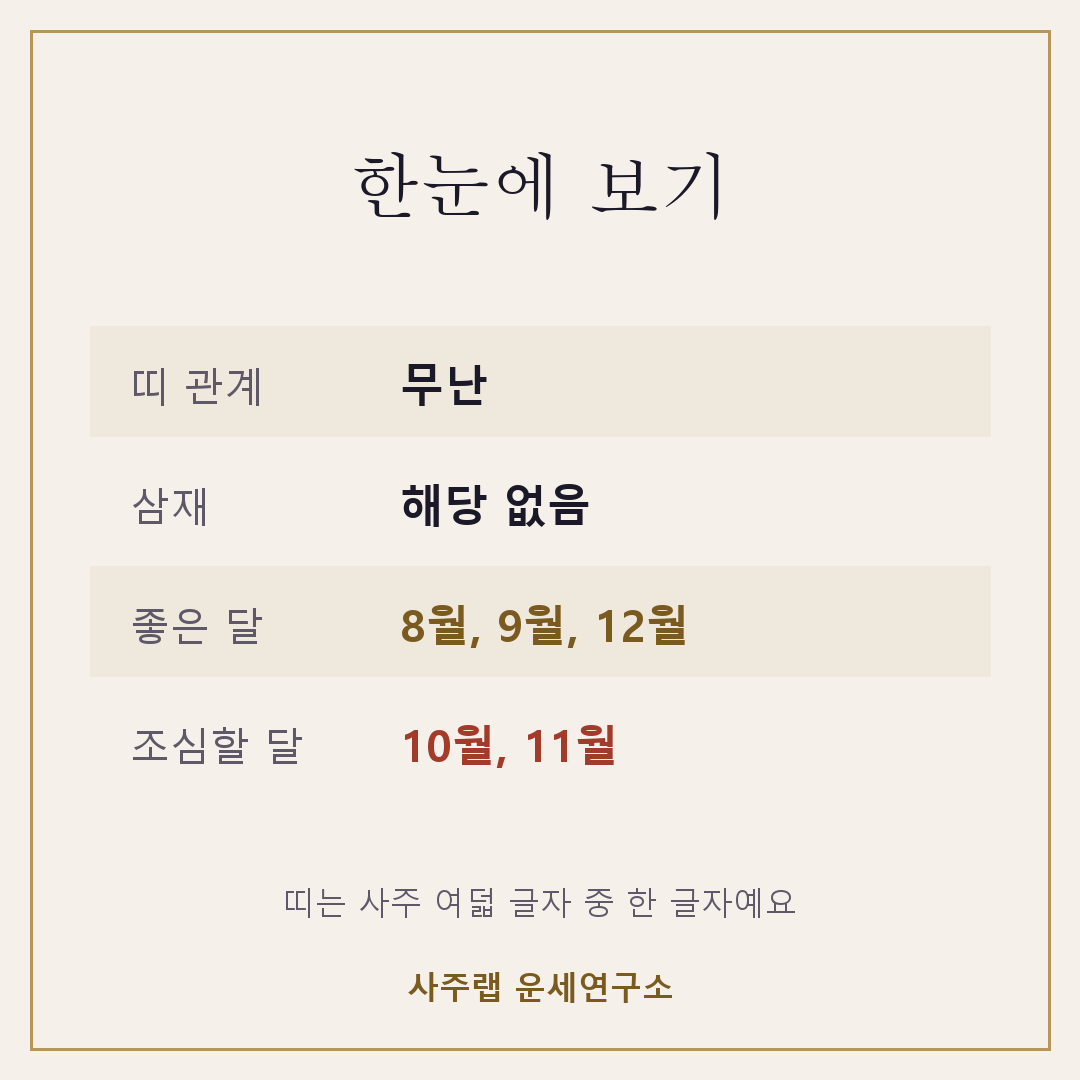 한눈에 보기
띠 관계 무난
삼재 해당 없음
좋은 달 8월, 9월, 12월
조심할 달 10월, 11월
띠는 사주 여덟 글자 중 한 글자예요
사주랩 운세연구소